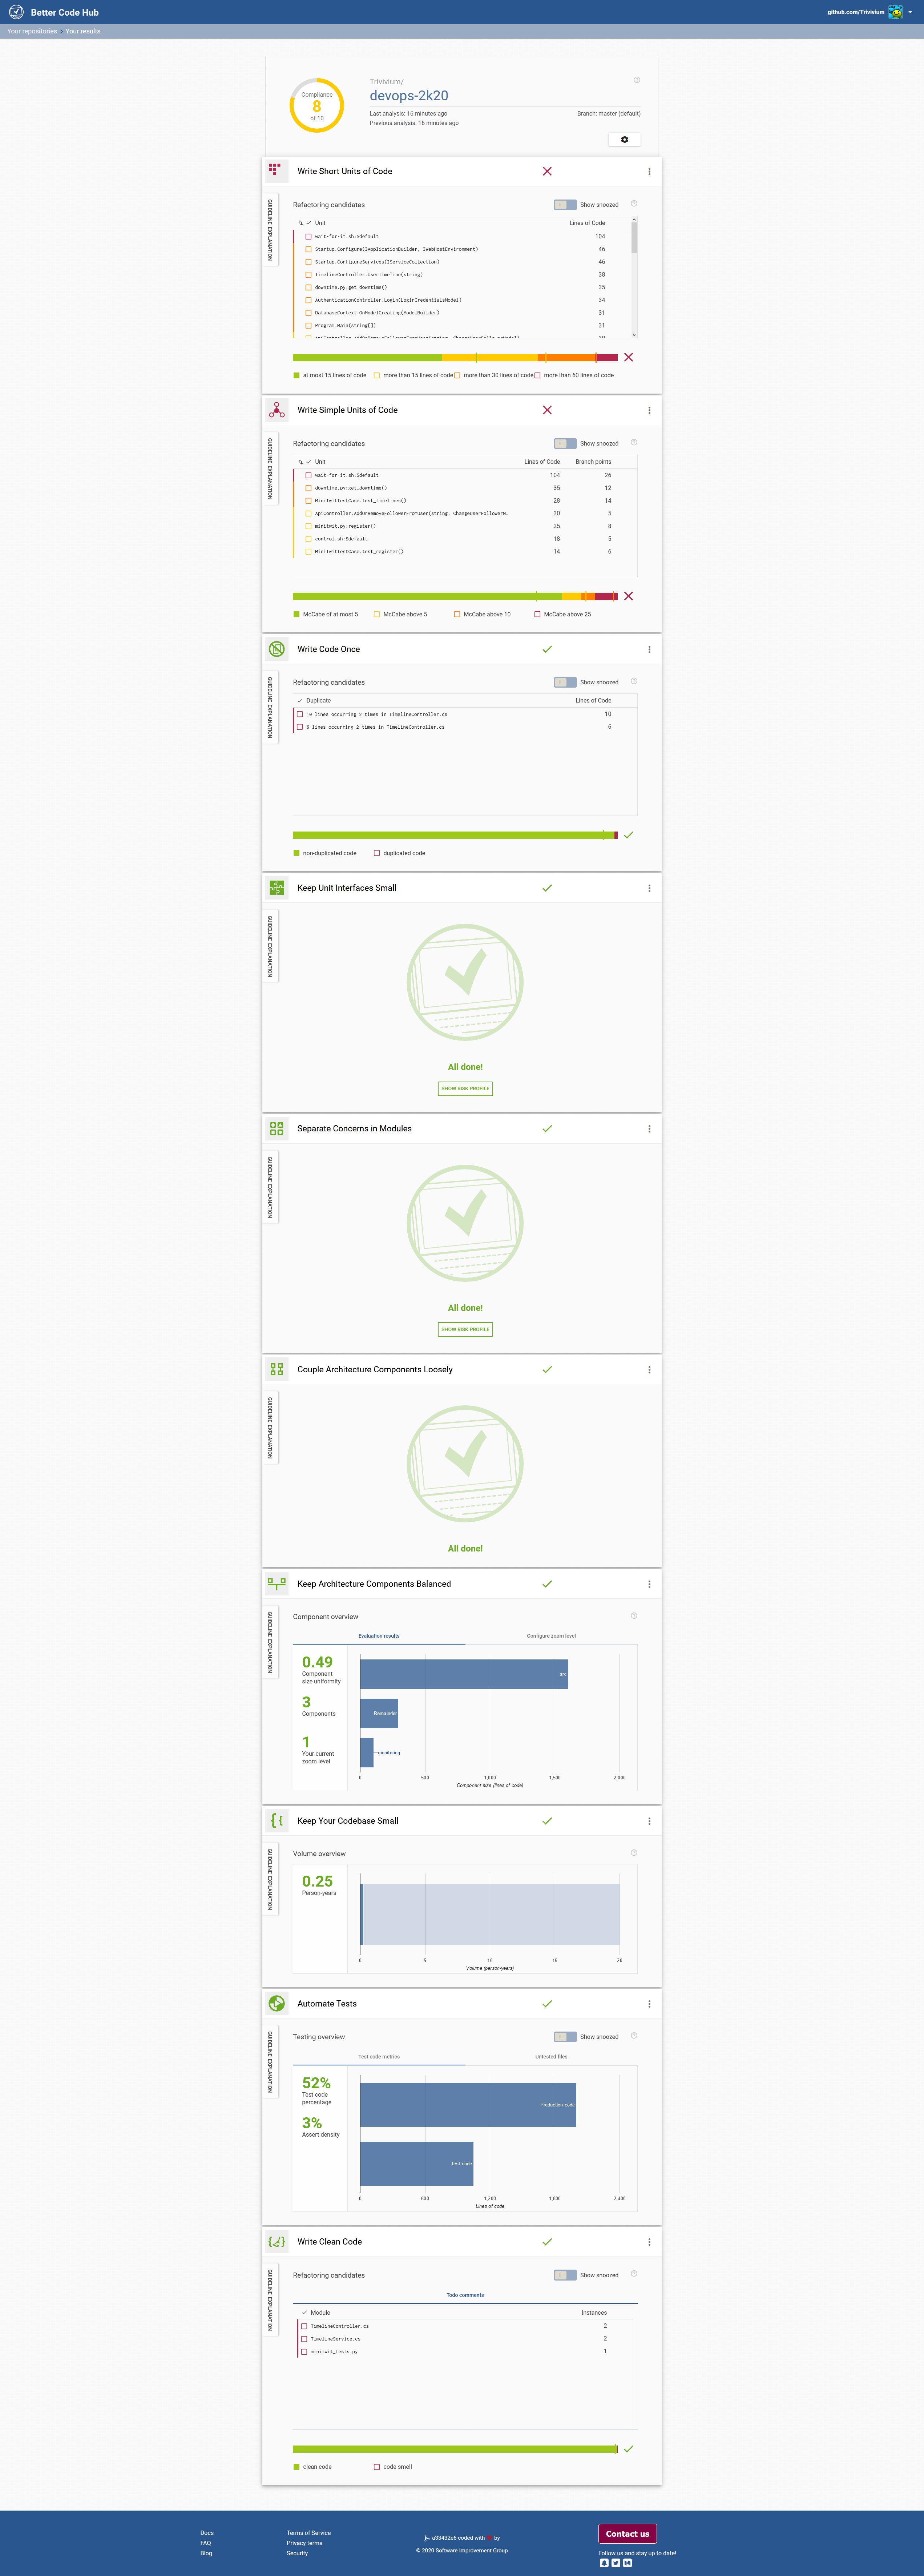 Better Code Hub
github.com/Trivivium
Your repositories › Your results
Compliance
8
of 10
Trivivium/
devops-2k20
Last analysis: 16 minutes ago
Branch: master (default)
Previous analysis: 16 minutes ago
Write Short Units of Code
GUIDELINE EXPLANATION
Refactoring candidates
Show snoozed
Unit
Lines of Code
wait-for-it.sh:$default 104
Startup.Configure(IApplicationBuilder, IWebHostEnvironment) 46
Startup.ConfigureServices(IServiceCollection) 46
TimelineController.UserTimeline(string) 38
downtime.py:get_downtime() 35
AuthenticationController.Login(LoginCredentialsModel) 34
DatabaseContext.OnModelCreating(ModelBuilder) 31
Program.Main(string[]) 31
at most 15 lines of code
more than 15 lines of code
more than 30 lines of code
more than 60 lines of code
Write Simple Units of Code
GUIDELINE EXPLANATION
Refactoring candidates
Show snoozed
Unit
Lines of Code
Branch points
wait-for-it.sh:$default 104 26
downtime.py:get_downtime() 35 12
MiniTwitTestCase.test_timelines() 28 14
ApiController.AddOrRemoveFollowerFromUser(string, ChangeUserFollowerM… 30 5
minitwit.py:register() 25 8
control.sh:$default 18 5
MiniTwitTestCase.test_register() 14 6
McCabe of at most 5
McCabe above 5
McCabe above 10
McCabe above 25
Write Code Once
GUIDELINE EXPLANATION
Refactoring candidates
Show snoozed
Duplicate
Lines of Code
10 lines occurring 2 times in TimelineController.cs 10
6 lines occurring 2 times in TimelineController.cs 6
non-duplicated code
duplicated code
Keep Unit Interfaces Small
GUIDELINE EXPLANATION
All done!
SHOW RISK PROFILE
Separate Concerns in Modules
GUIDELINE EXPLANATION
All done!
SHOW RISK PROFILE
Couple Architecture Components Loosely
GUIDELINE EXPLANATION
All done!
Keep Architecture Components Balanced
GUIDELINE EXPLANATION
Component overview
Evaluation results
Configure zoom level
0.49
Component
size uniformity
3
Components
1
Your current
zoom level
src
Remainder
monitoring
0 500 1,000 1,500 2,000
Component size (lines of code)
Keep Your Codebase Small
GUIDELINE EXPLANATION
Volume overview
0.25
Person-years
0 5 10 15 20
Volume (person-years)
Automate Tests
GUIDELINE EXPLANATION
Testing overview
Show snoozed
Test code metrics
Untested files
52%
Test code
percentage
3%
Assert density
Production code
Test code
0 600 1,200 1,800 2,400
Lines of code
Write Clean Code
GUIDELINE EXPLANATION
Refactoring candidates
Show snoozed
Todo comments
Module
Instances
TimelineController.cs 2
TimelineService.cs 2
minitwit_tests.py 1
clean code
code smell
Docs
FAQ
Blog
Terms of Service
Privacy terms
Security
a33432e6 coded with by
© 2020 Software Improvement Group
Contact us
Follow us and stay up to date!